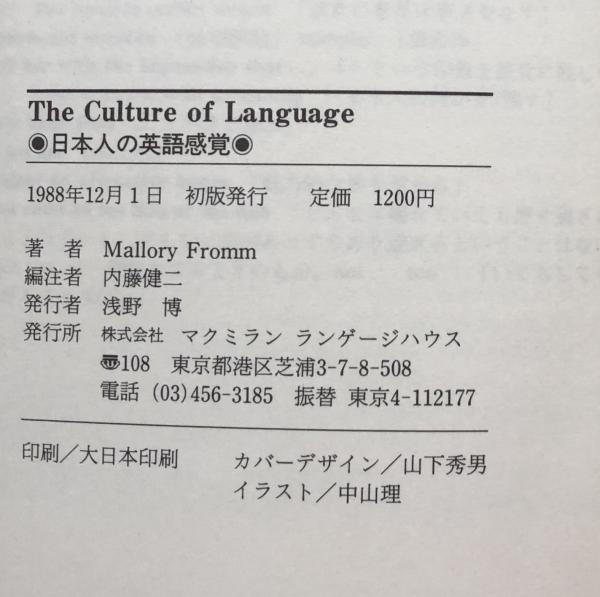 The Culture of Language
◉日本人の英語感覚◉
1988年12月1日　初版発行　　定価　1200円
著　者　Mallory Fromm
編注者　内藤健二
発行者　浅野　博
発行所　株式会社　マクミラン ランゲージハウス
〠108　東京都港区芝浦3-7-8-508
電話 (03)456-3185　振替 東京4-112177
印刷／大日本印刷　　カバーデザイン／山下秀男
イラスト／中山理